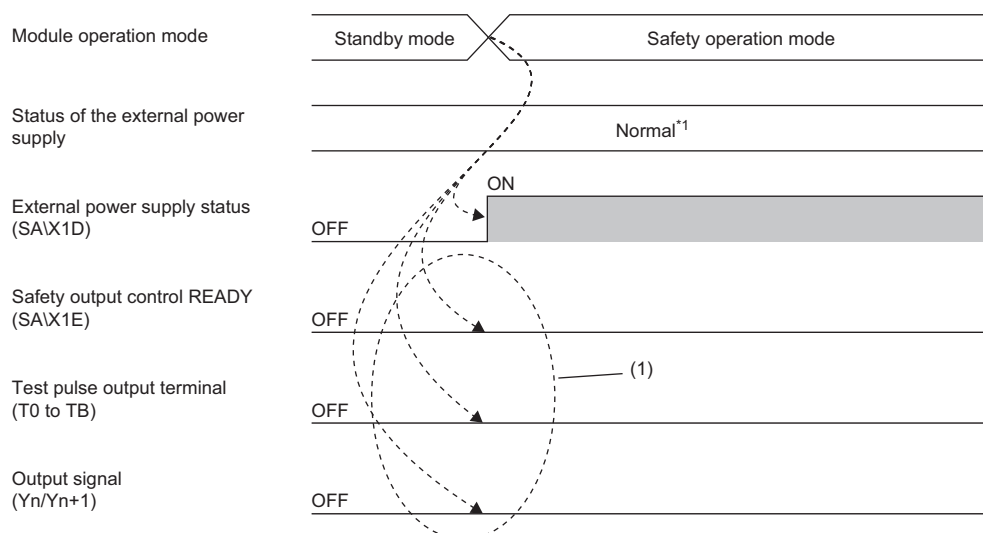 Module operation mode
Standby mode
Safety operation mode
Status of the external power
supply
Normal*1
External power supply status
(SA\X1D)
ON
OFF
Safety output control READY
(SA\X1E)
OFF
(1)
Test pulse output terminal
(T0 to TB)
OFF
Output signal
(Yn/Yn+1)
OFF